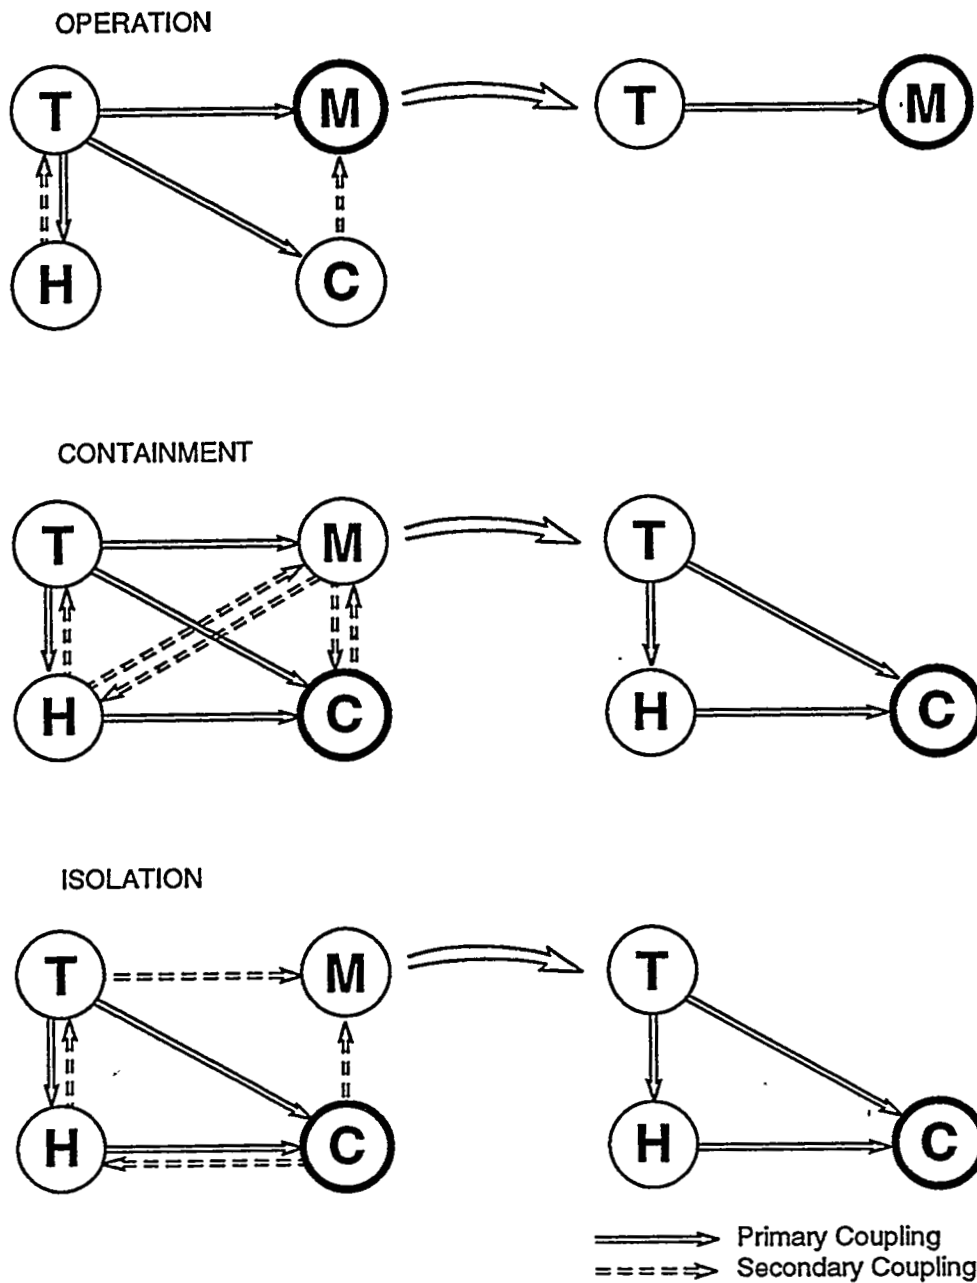 OPERATION
T M T M
H C
CONTAINMENT
T M T
H C H C
ISOLATION
T M T
H C H C
Primary Coupling
Secondary Coupling